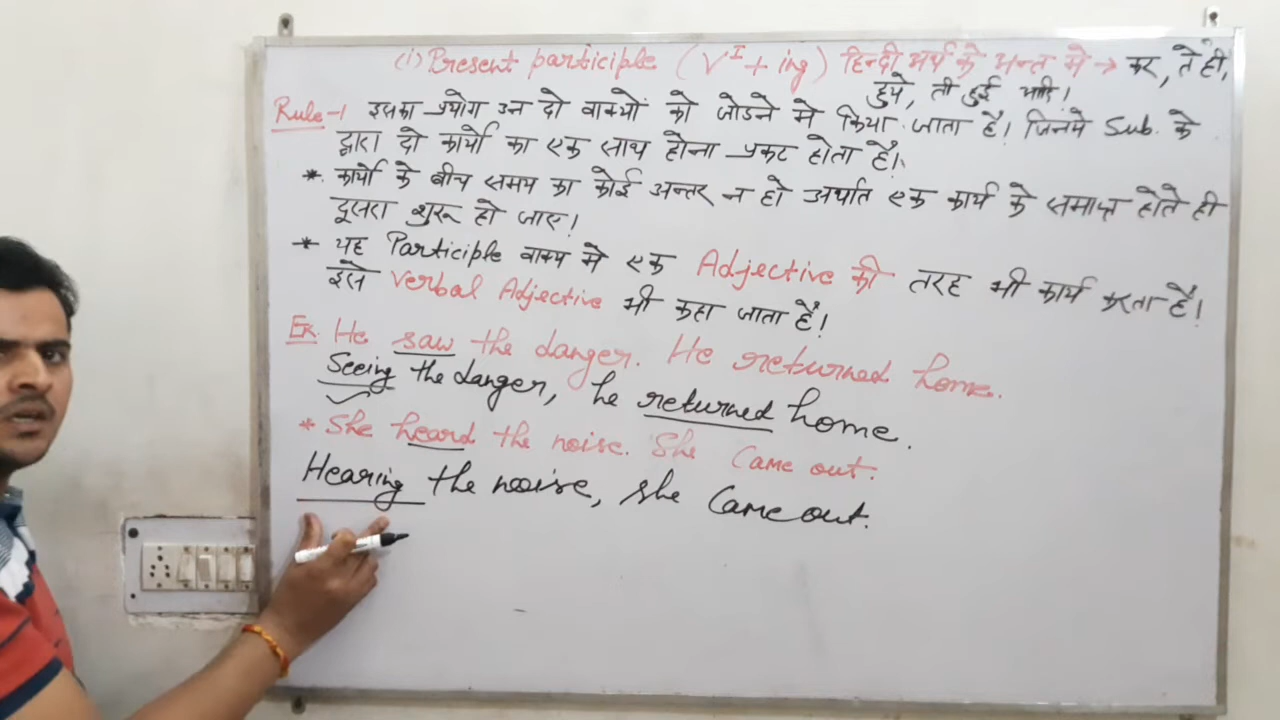 (i) Present participle (V^I + ing) हिन्दी अर्थ के अन्त मे → कर, ते ही,
हुये, ती हुई आदि।
Rule-1 इसका प्रयोग उन दो वाक्यों को जोडने मे किया जाता है। जिनमे Sub. के
द्वारा दो कार्यो का एक साथ होना प्रकट होता है।
* कार्यो के बीच समय का कोई अन्तर न हो अर्थात एक कार्य के समाप्त होते ही
दूसरा शुरू हो जाए।
* यह Participle वाक्य मे एक Adjective की तरह भी कार्य करता है।
इसे Verbal Adjective भी कहा जाता है।
Ex. He saw the danger. He returned home.
Seeing the danger, he returned home.
* She heard the noise. She Came out.
Hearing the noise, she Came out.